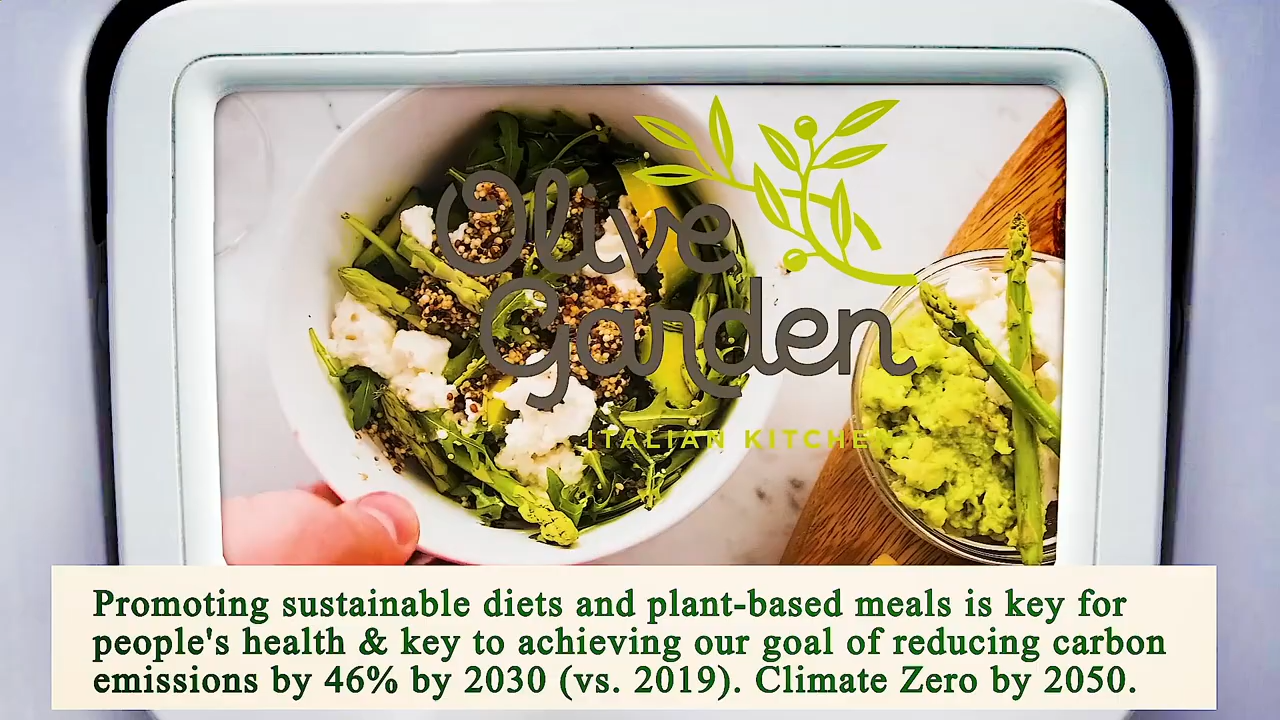 Olive
Garden
ITALIAN KITCHEN
Promoting sustainable diets and plant-based meals is key for
people's health & key to achieving our goal of reducing carbon
emissions by 46% by 2030 (vs. 2019). Climate Zero by 2050.